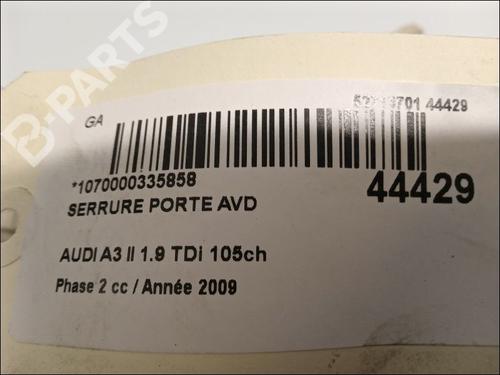 B-PARTS
GA
44429
*1070000335858
44429
SERRURE PORTE AVD
AUDI A3 II 1.9 TDi 105ch
Phase 2 cc / Année 2009